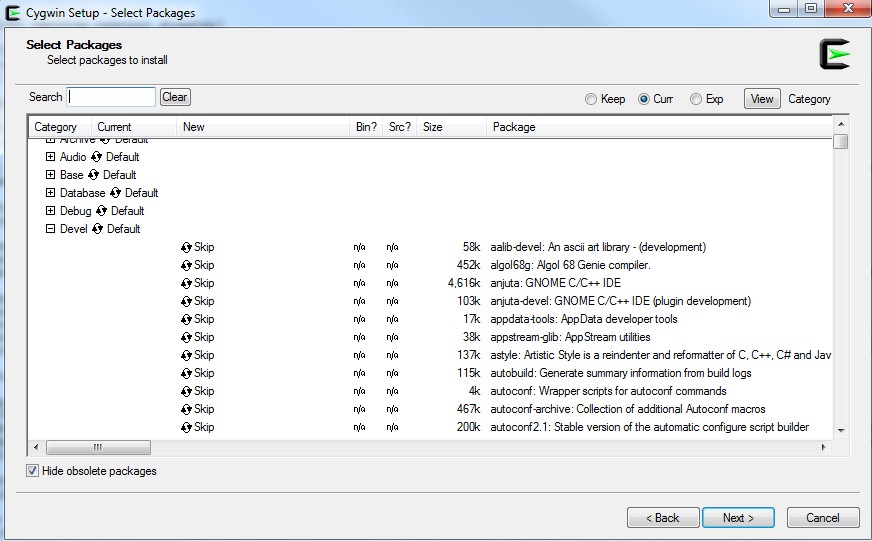 Cygwin Setup - Select Packages
Select Packages
Select packages to install
Search Clear Keep Curr Exp View Category
Category Current New Bin? Src? Size Package
Archive Default
Audio Default
Base Default
Database Default
Debug Default
Devel Default
Skip n/a n/a 58k aalib-devel: An ascii art library - (development)
Skip n/a n/a 452k algol68g: Algol 68 Genie compiler.
Skip n/a n/a 4,616k anjuta: GNOME C/C++ IDE
Skip n/a n/a 103k anjuta-devel: GNOME C/C++ IDE (plugin development)
Skip n/a n/a 17k appdata-tools: AppData developer tools
Skip n/a n/a 38k appstream-glib: AppStream utilities
Skip n/a n/a 137k astyle: Artistic Style is a reindenter and reformatter of C, C++, C# and Jav
Skip n/a n/a 115k autobuild: Generate summary information from build logs
Skip n/a n/a 4k autoconf: Wrapper scripts for autoconf commands
Skip n/a n/a 467k autoconf-archive: Collection of additional Autoconf macros
Skip n/a n/a 200k autoconf2.1: Stable version of the automatic configure script builder
Hide obsolete packages
< Back Next > Cancel